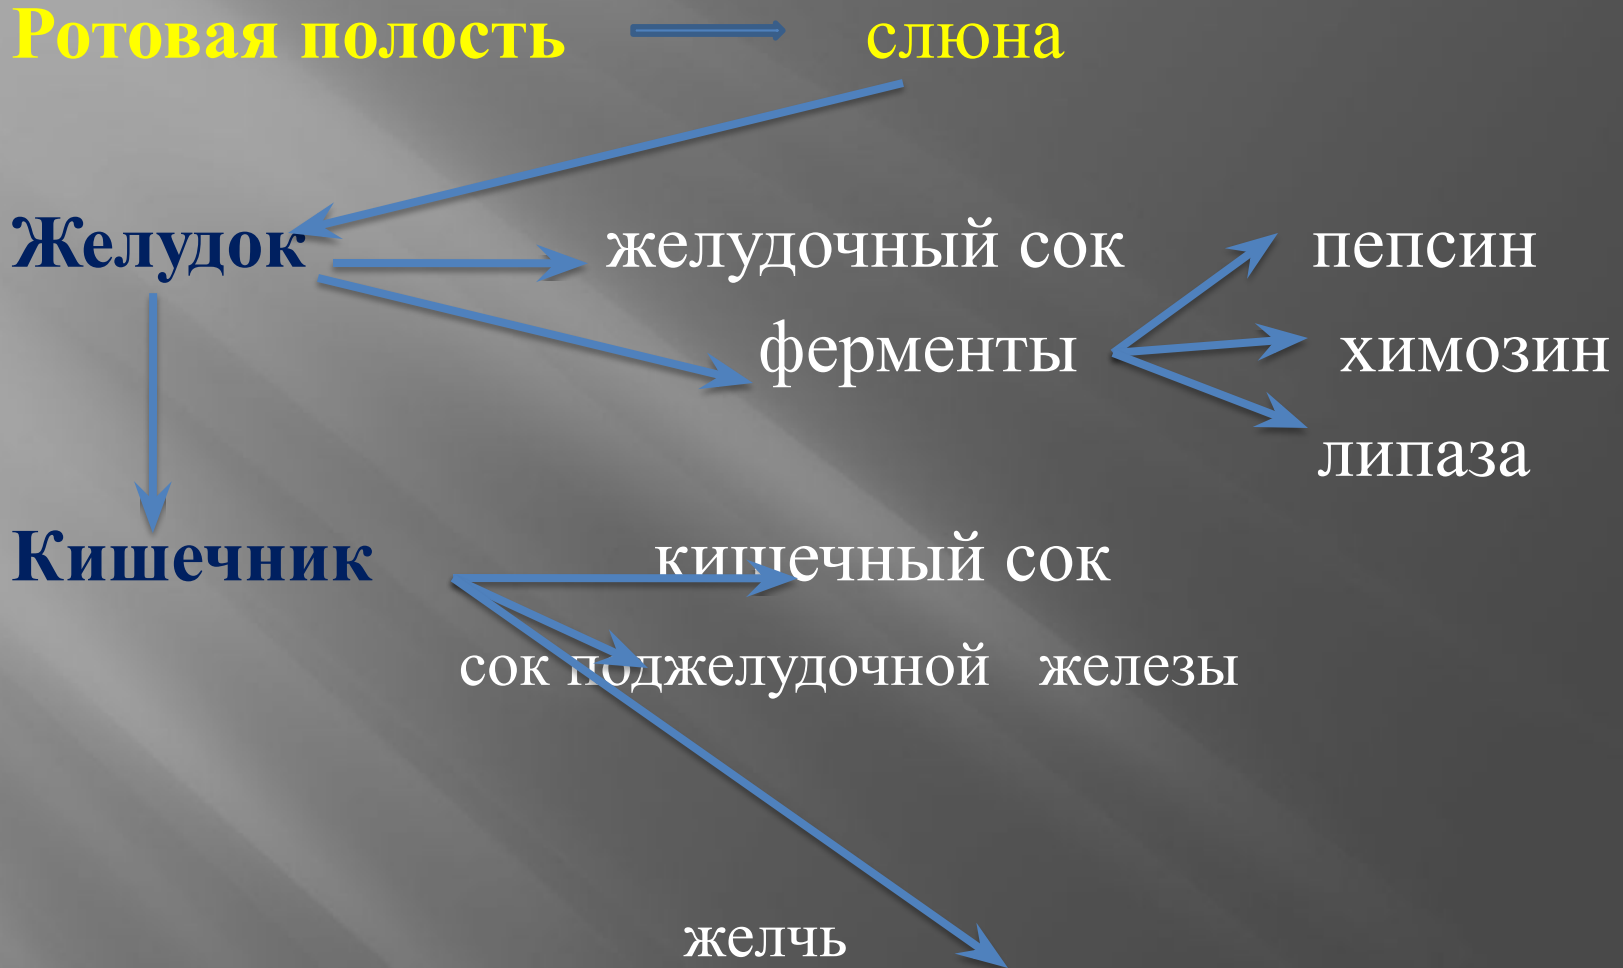 Ротовая полость слюна
Желудок желудочный сок пепсин
ферменты химозин
липаза
Кишечник кишечный сок
сок поджелудочной железы
желчь